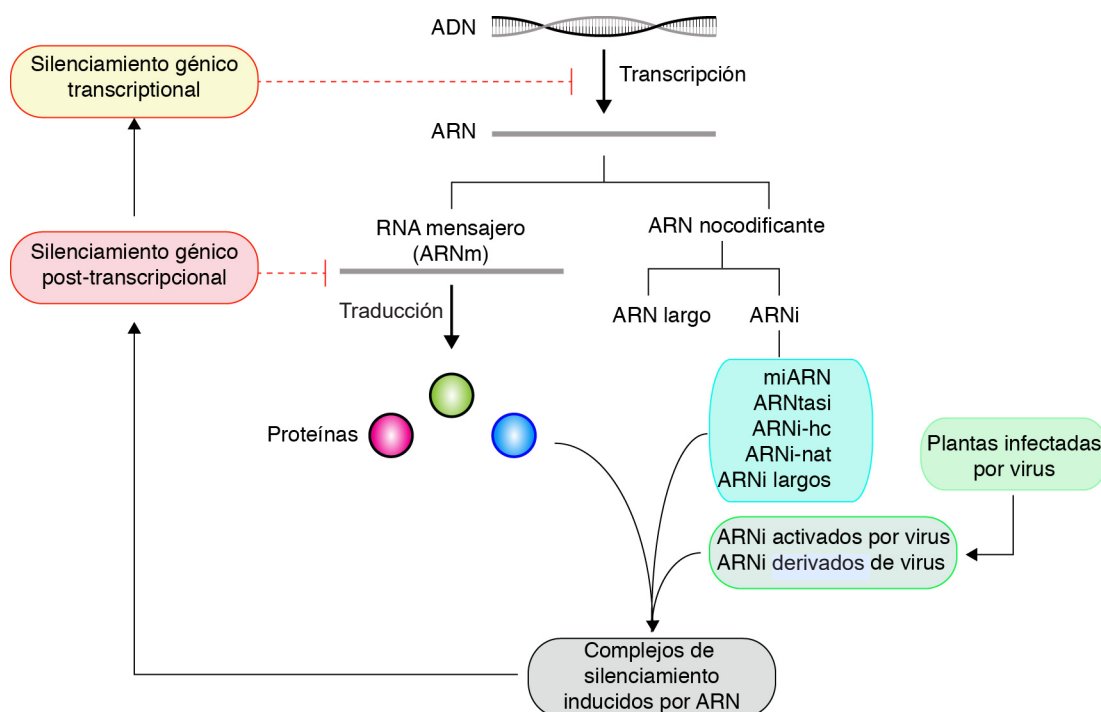 ADN
Silenciamiento génico
transcriptional
Transcripción
ARN
RNA mensajero
(ARNm)
ARN nocodificante
Silenciamiento génico
post-transcripcional
Traducción
ARN largo
ARNi
miARN
ARNtasi
ARNi-hc
ARNi-nat
ARNi largos
Proteínas
Plantas infectadas
por virus
ARNi activados por virus
ARNi derivados de virus
Complejos de
silenciamiento
inducidos por ARN